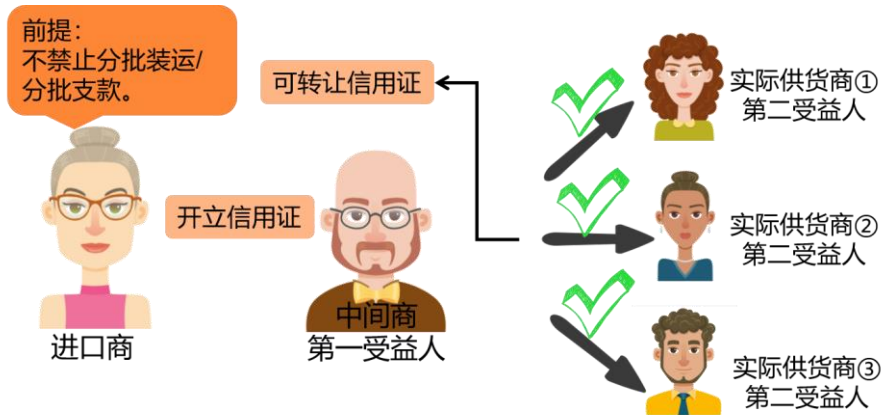 前提：
不禁止分批装运/
分批支款。
可转让信用证
开立信用证
进口商
中间商
第一受益人
实际供货商①
第二受益人
实际供货商②
第二受益人
实际供货商③
第二受益人